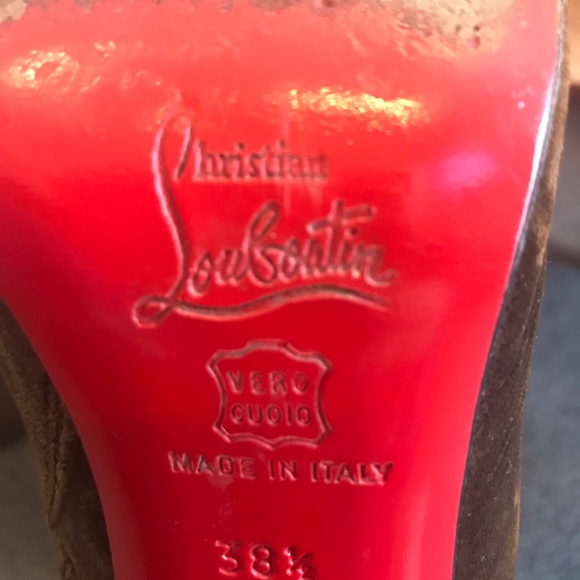 Christian
Louboutin
VERO
CUOIO
MADE IN ITALY
38½